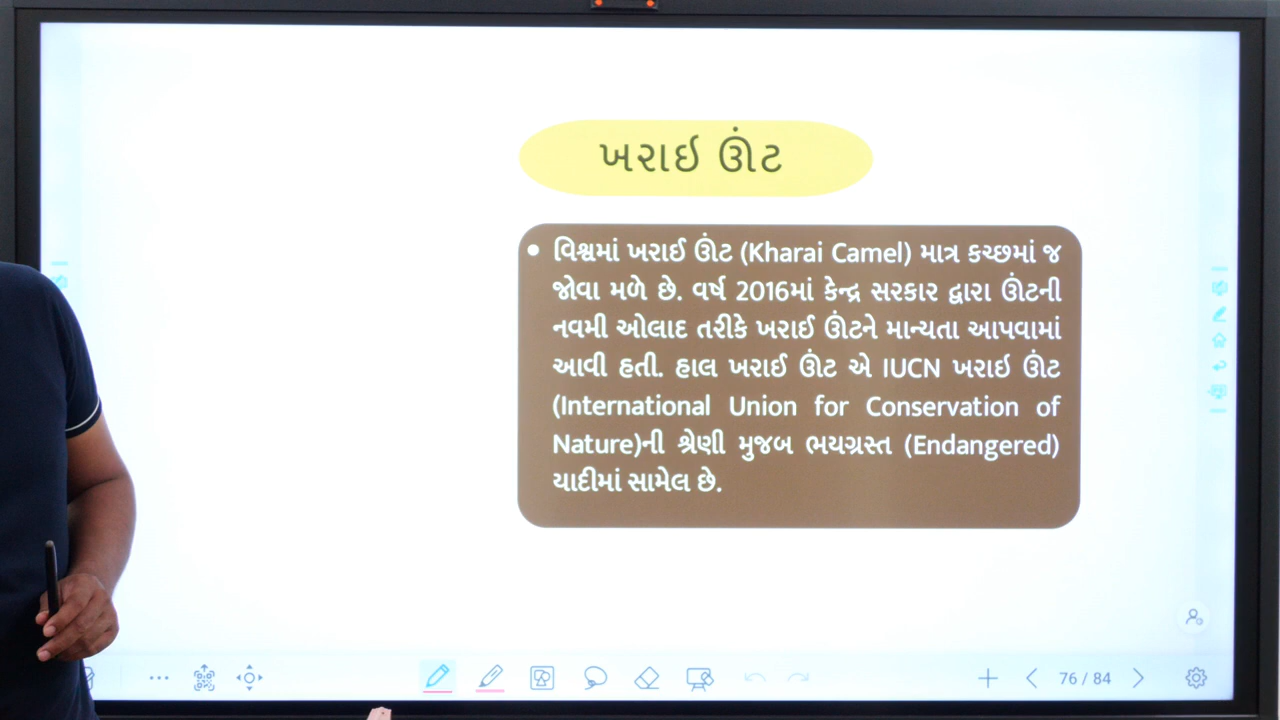 ખરાઇ ઊંટ
• વિશ્વમાં ખરાઈ ઊંટ (Kharai Camel) માત્ર કચ્છમાં જ
જોવા મળે છે. વર્ષ 2016માં કેન્દ્ર સરકાર દ્વારા ઊંટની
નવમી ઓલાદ તરીકે ખરાઈ ઊંટને માન્યતા આપવામાં
આવી હતી. હાલ ખરાઈ ઊંટ એ IUCN ખરાઇ ઊંટ
(International Union for Conservation of
Nature)ની શ્રેણી મુજબ ભયગ્રસ્ત (Endangered)
યાદીમાં સામેલ છે.
76 / 84